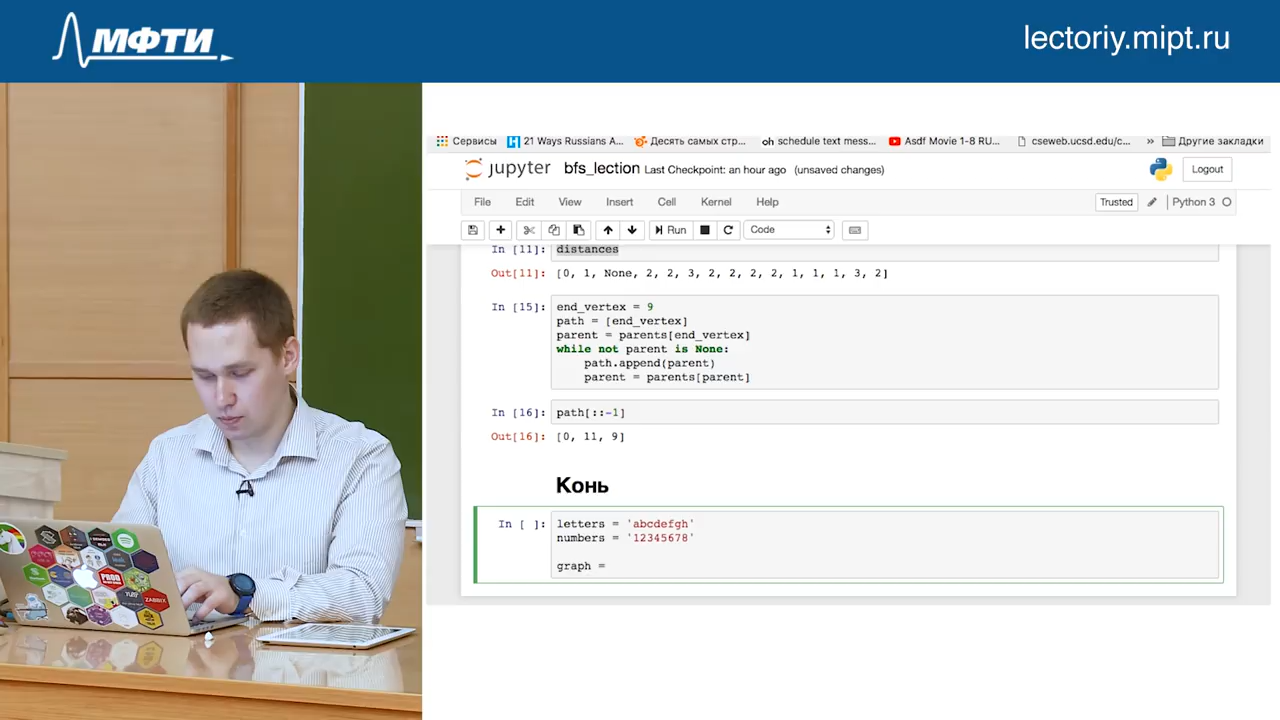 МФТИ
lectoriy.mipt.ru
Сервисы 21 Ways Russians A... Десять самых стр... oh schedule text mess... Asdf Movie 1-8 RU... cseweb.ucsd.edu/c... » Другие закладки
jupyter bfs_lection Last Checkpoint: an hour ago (unsaved changes) Logout
File Edit View Insert Cell Kernel Help Trusted Python 3
Run Code
In [11]: distances
Out[11]: [0, 1, None, 2, 2, 3, 2, 2, 2, 2, 1, 1, 1, 3, 2]
In [15]: end_vertex = 9
path = [end_vertex]
parent = parents[end_vertex]
while not parent is None:
path.append(parent)
parent = parents[parent]
In [16]: path[::-1]
Out[16]: [0, 11, 9]
Конь
In [ ]: letters = 'abcdefgh'
numbers = '12345678'
graph =
PROD
ZABBIX